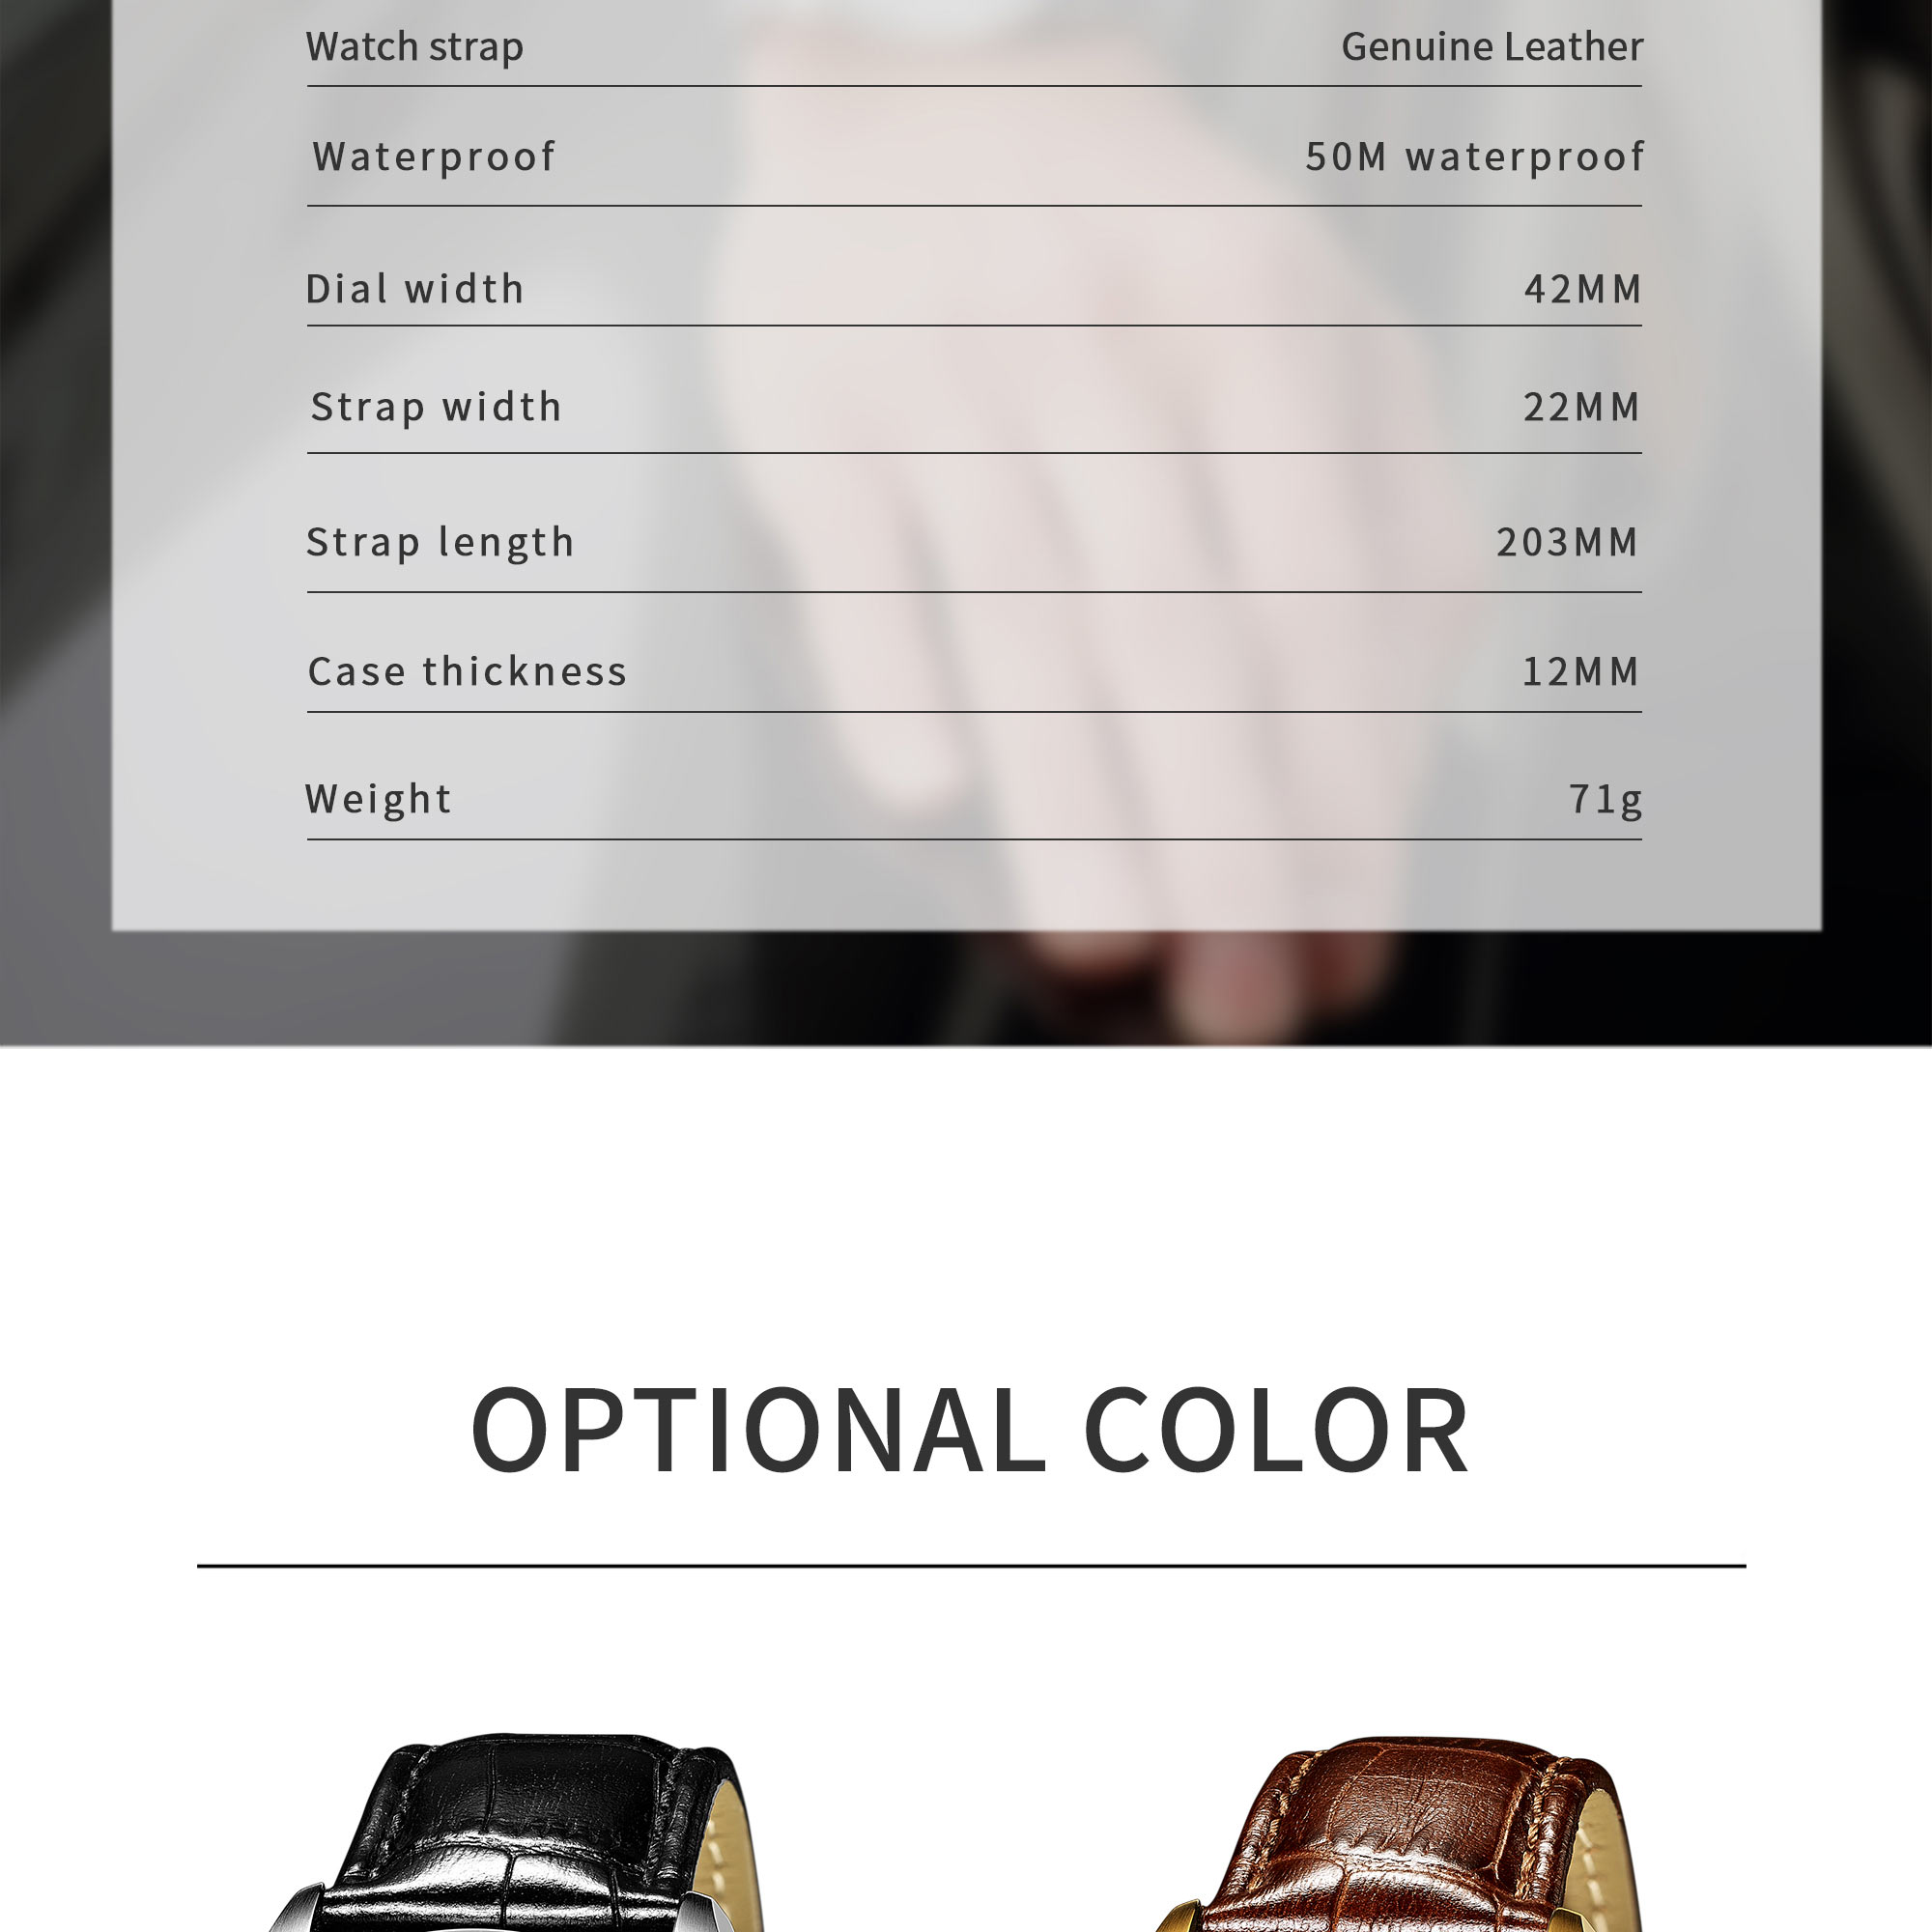 Watch strap Genuine Leather
Waterproof 50M waterproof
Dial width 42MM
Strap width 22MM
Strap length 203MM
Case thickness 12MM
Weight 71g
OPTIONAL COLOR